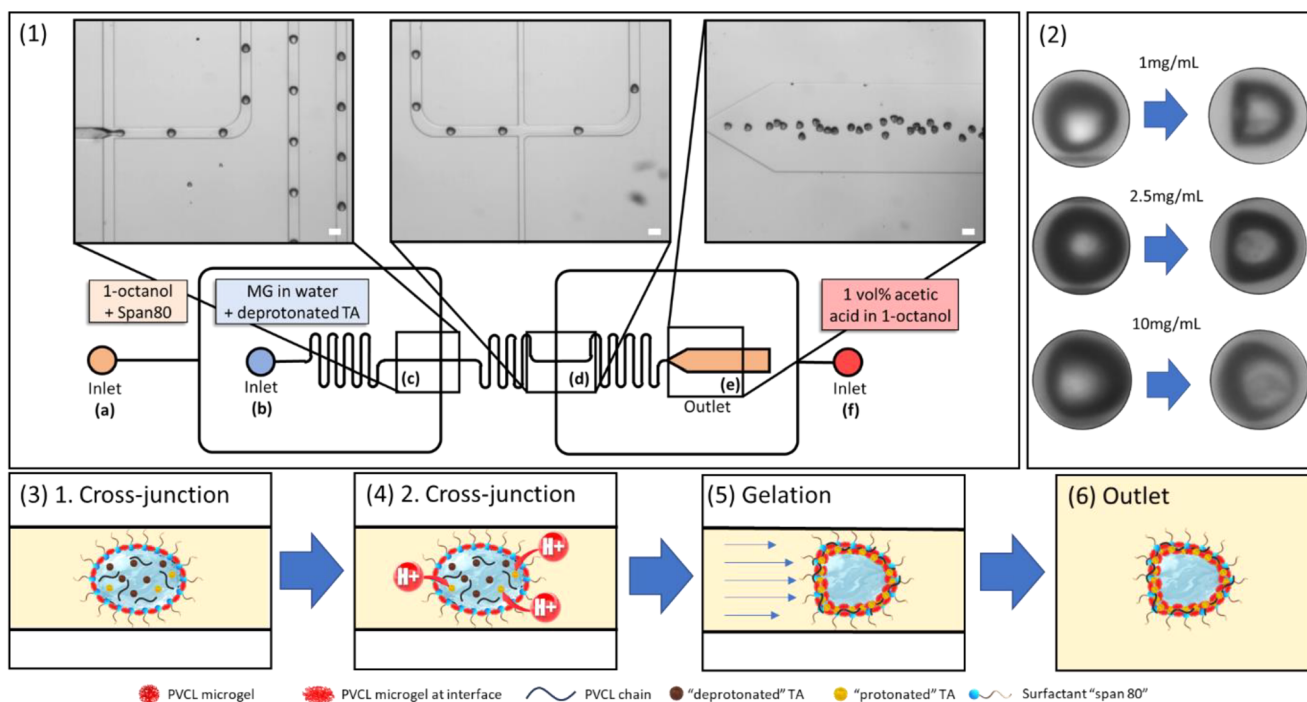 (1)
1-octanol
+ Span80
MG in water
+ deprotonated TA
1 vol% acetic
acid in 1-octanol
Inlet
(a)
Inlet
(b)
(c)
(d)
(e)
Outlet
Inlet
(f)
(2)
1mg/mL
2.5mg/mL
10mg/mL
(3) 1. Cross-junction
(4) 2. Cross-junction
H+
H+
H+
(5) Gelation
(6) Outlet
PVCL microgel
PVCL microgel at interface
PVCL chain
"deprotonated" TA
"protonated" TA
Surfactant "span 80"